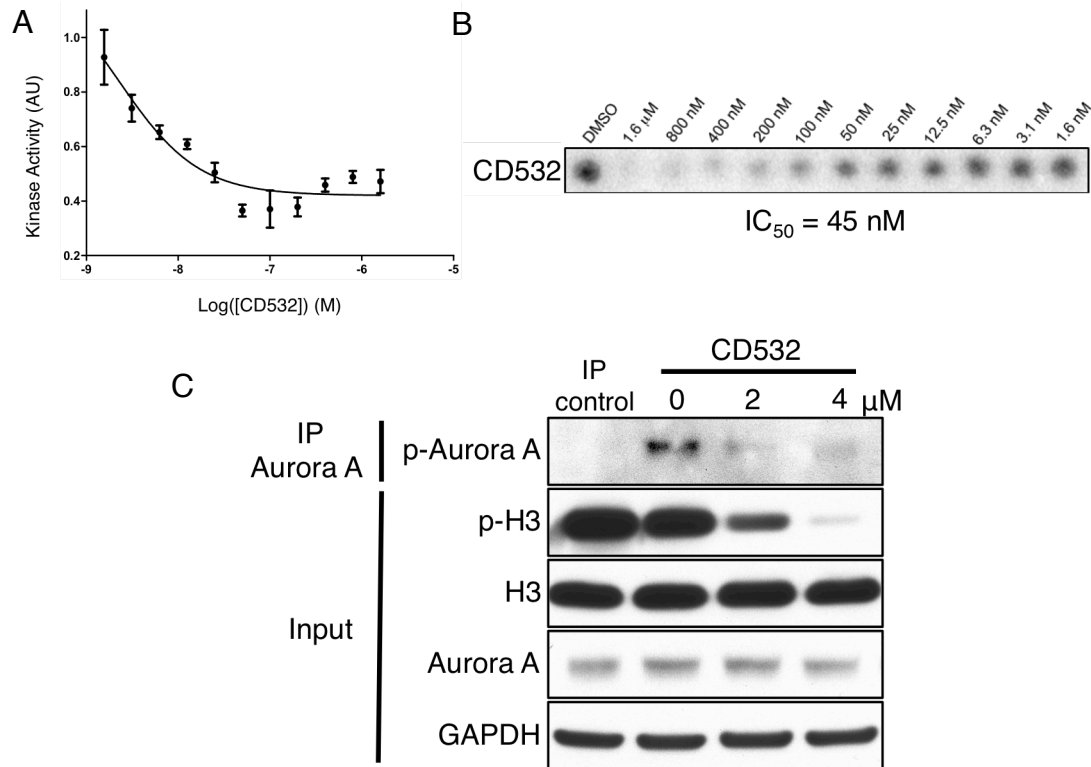 A
Kinase Activity (AU)
1.0
0.8
0.6
0.4
0.2
-9 -8 -7 -6 -5
Log([CD532]) (M)
B
DMSO 1.6 µM 800 nM 400 nM 200 nM 100 nM 50 nM 25 nM 12.5 nM 6.3 nM 3.1 nM 1.6 nM
CD532
IC50 = 45 nM
C
IP
control
CD532
0 2 4 µM
IP
Aurora A
p-Aurora A
Input
p-H3
H3
Aurora A
GAPDH